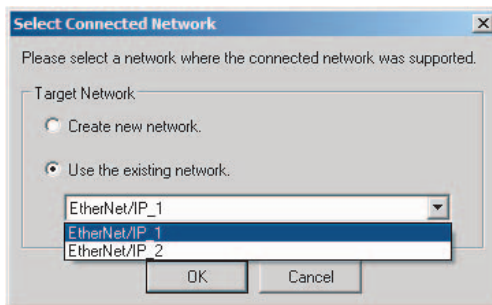 Select Connected Network
Please select a network where the connected network was supported.
Target Network
Create new network.
Use the existing network.
EtherNet/IP_1
EtherNet/IP_1
EtherNet/IP_2
OK Cancel